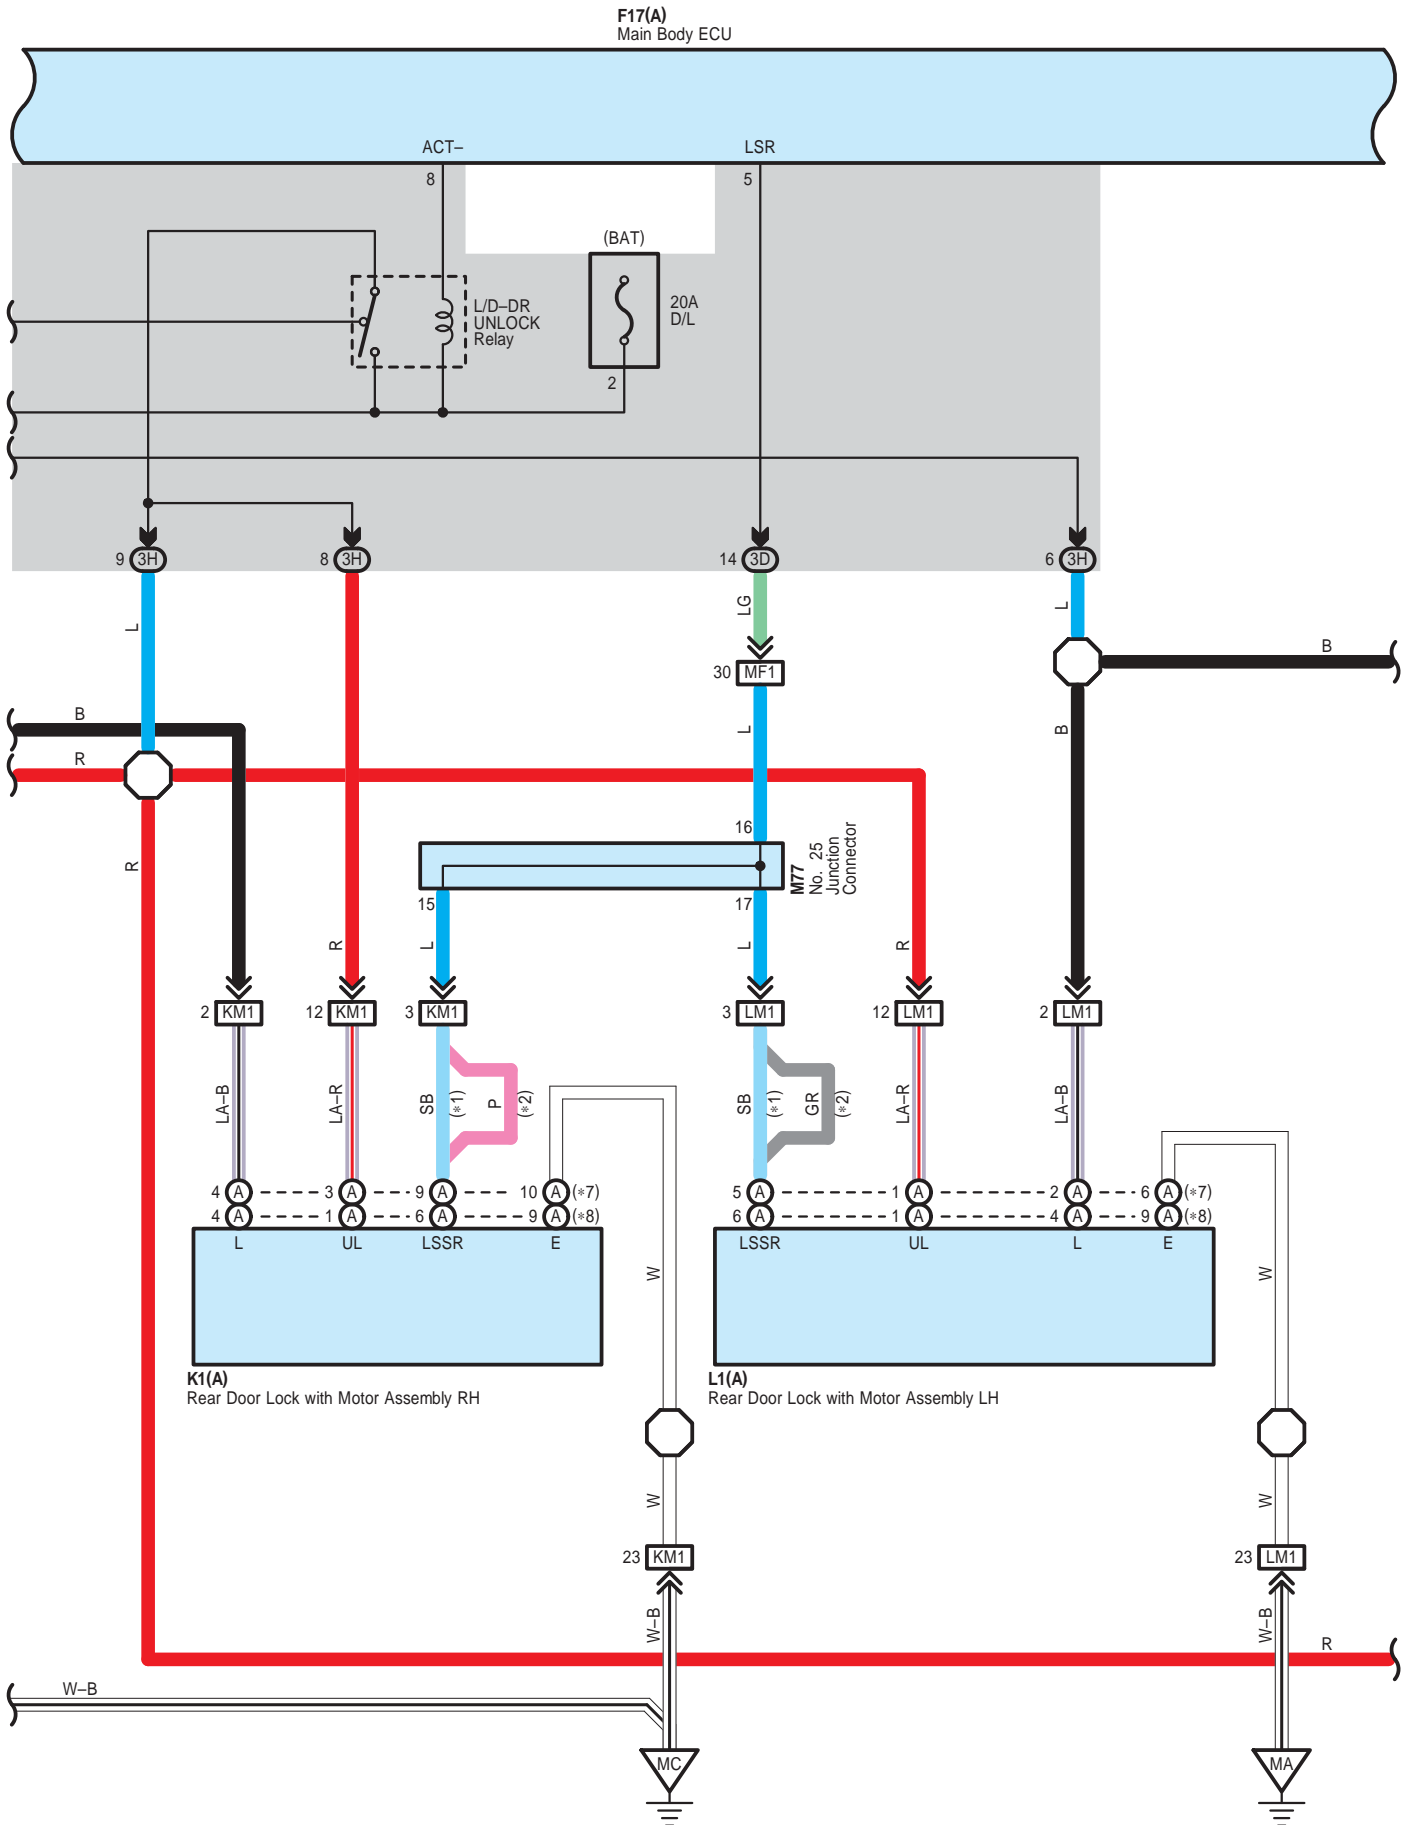 F17(A)
Main Body ECU
ACT– LSR
8 5
(BAT)
L/D–DR
UNLOCK
Relay
20A
D/L
2
9 3H 8 3H 14 3D 6 3H
L LG L
B
30 MF1
B
R
L B
R
16
M77
No. 25
Junction
Connector
15 17
R L L R
2 KM1 12 KM1 3 KM1 3 LM1 12 LM1 2 LM1
LA–B LA–R SB (*1) P (*2) SB (*1) GR (*2) LA–R LA–B
4 A 3 A 9 A 10 A (*7) 5 A 1 A 2 A 6 A (*7)
4 A 1 A 6 A 9 A (*8) 6 A 1 A 4 A 9 A (*8)
L UL LSSR E LSSR UL L E
W W
K1(A)
Rear Door Lock with Motor Assembly RH
L1(A)
Rear Door Lock with Motor Assembly LH
W W
23 KM1 23 LM1
W–B W–B
R
W–B
MC MA